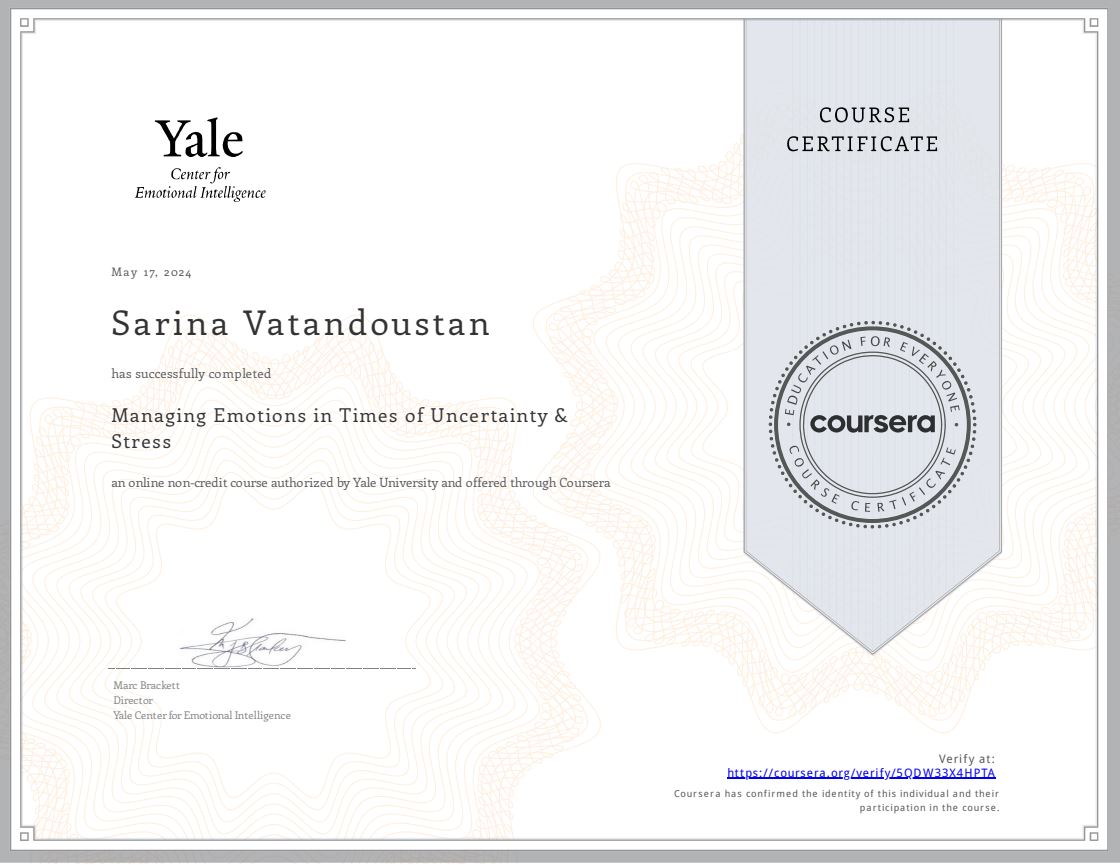 Yale
Center for
Emotional Intelligence
COURSE
CERTIFICATE
May 17, 2024
Sarina Vatandoustan
has successfully completed
Managing Emotions in Times of Uncertainty &
Stress
an online non-credit course authorized by Yale University and offered through Coursera
EDUCATION FOR EVERYONE
coursera
COURSE CERTIFICATE
Marc Brackett
Director
Yale Center for Emotional Intelligence
Verify at:
https://coursera.org/verify/5QDW33X4HPTA
Coursera has confirmed the identity of this individual and their
participation in the course.